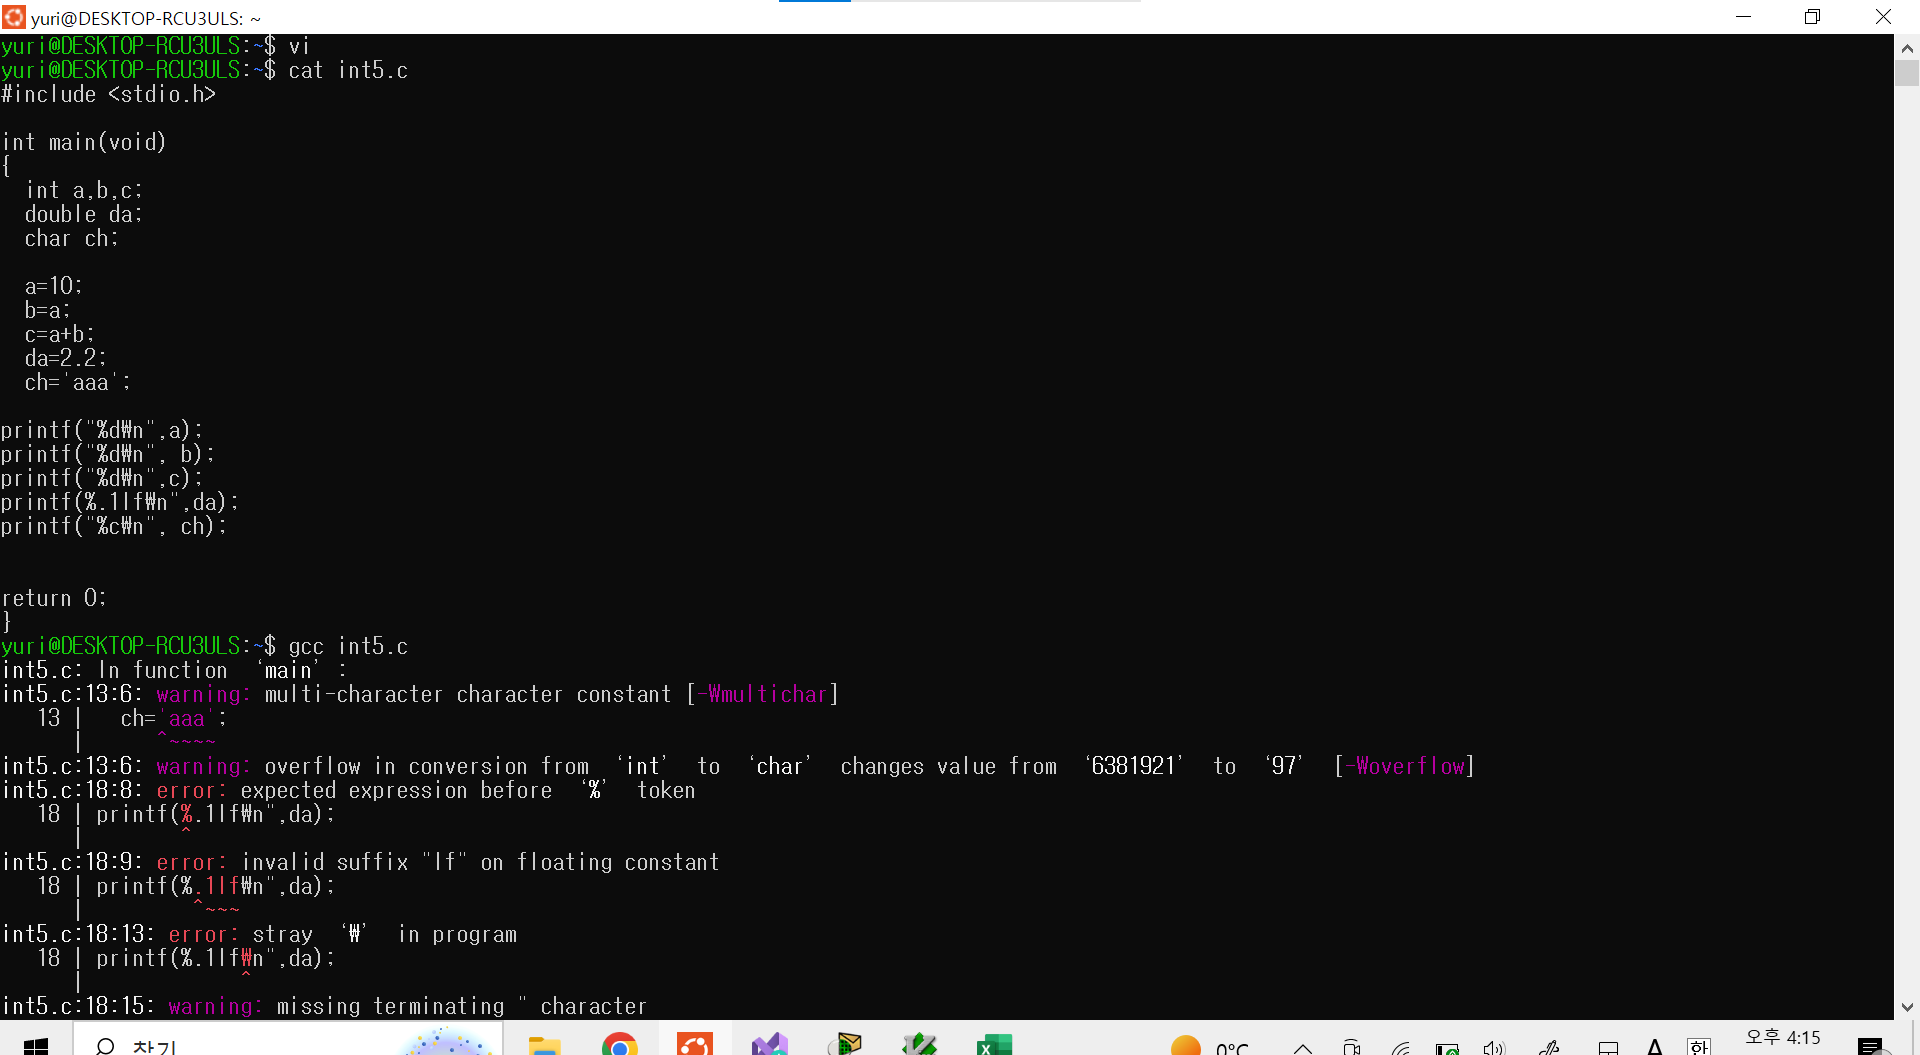 yuri@DESKTOP-RCU3ULS: ~
yuri@DESKTOP-RCU3ULS:~$ vi
yuri@DESKTOP-RCU3ULS:~$ cat int5.c
#include <stdio.h>
int main(void)
{
  int a,b,c;
  double da;
  char ch;
  a=10;
  b=a;
  c=a+b;
  da=2.2;
  ch='aaa';
printf("%d₩n",a);
printf("%d₩n", b);
printf("%d₩n",c);
printf(%.1lf₩n",da);
printf("%c₩n", ch);
return 0;
}
yuri@DESKTOP-RCU3ULS:~$ gcc int5.c
int5.c: In function ‘main’:
int5.c:13:6: warning: multi-character character constant [-Wmultichar]
   13 |   ch='aaa';
      |      ^~~~~
int5.c:13:6: warning: overflow in conversion from ‘int’ to ‘char’ changes value from ‘6381921’ to ‘97’ [-Woverflow]
int5.c:18:8: error: expected expression before ‘%’ token
   18 | printf(%.1lf₩n",da);
      |        ^
int5.c:18:9: error: invalid suffix "lf" on floating constant
   18 | printf(%.1lf₩n",da);
      |         ^~~~
int5.c:18:13: error: stray ‘₩’ in program
   18 | printf(%.1lf₩n",da);
      |             ^
int5.c:18:15: warning: missing terminating " character
찾기
0°C
A
한
오후 4:15